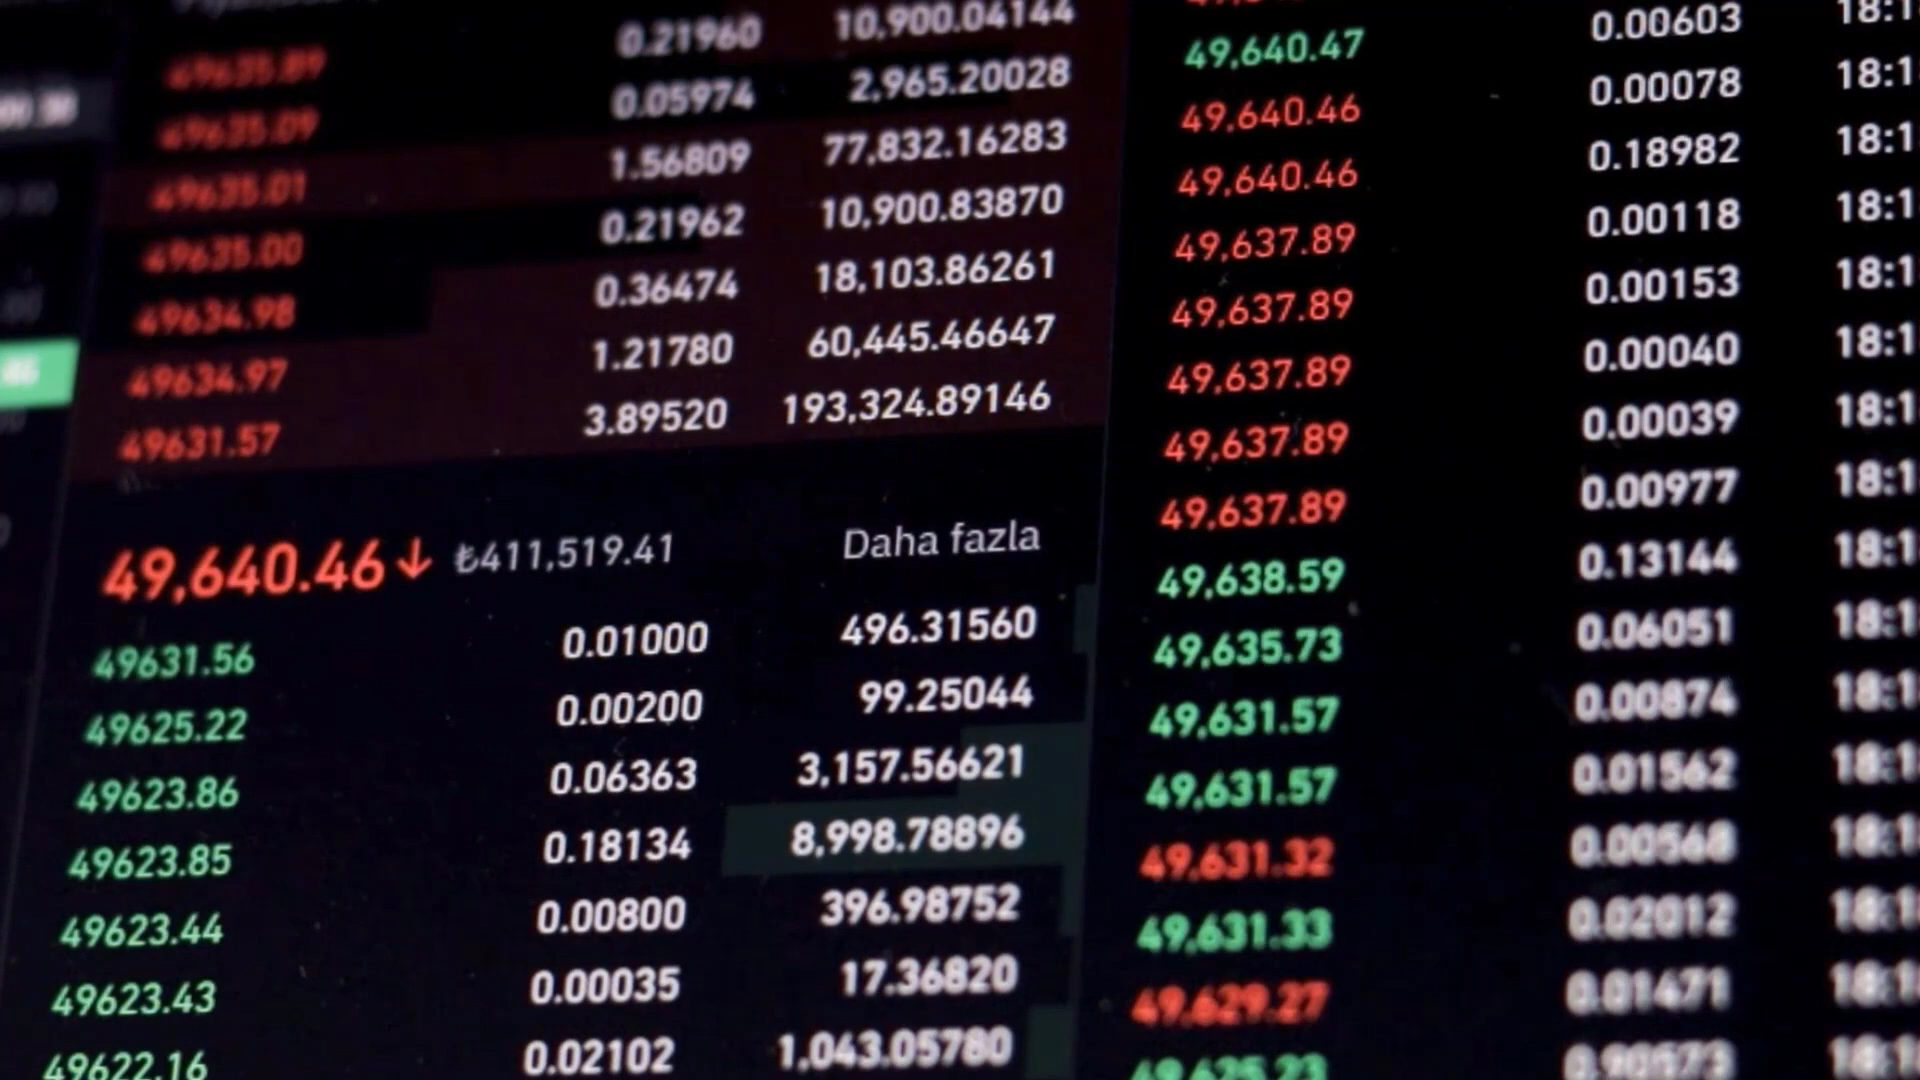 49635.89 0.21960 10,900.04144
49635.09 0.05974 2,965.20028
49635.01 1.56809 77,832.16283
49635.00 0.21962 10,900.83870
49634.98 0.36474 18,103.86261
49634.97 1.21780 60,445.46647
49631.57 3.89520 193,324.89146
49,640.46↓ ₺411,519.41 Daha fazla
49631.56 0.01000 496.31560
49625.22 0.00200 99.25044
49623.86 0.06363 3,157.56621
49623.85 0.18134 8,998.78896
49623.44 0.00800 396.98752
49623.43 0.00035 17.36820
49622.16 0.02102 1,043.05780
49,640.47 0.00603 18:1
49,640.46 0.00078 18:1
49,640.46 0.18982 18:1
49,637.89 0.00118 18:1
49,637.89 0.00153 18:1
49,637.89 0.00040 18:1
49,637.89 0.00039 18:1
49,637.89 0.00977 18:1
49,638.59 0.13144 18:1
49,635.73 0.06051 18:1
49,631.57 0.00874 18:1
49,631.57 0.01562 18:1
49,631.32 0.00568 18:1
49,631.33 0.02012 18:1
49,629.27 0.01471 18:1
49,625.23 0.90573 18:1